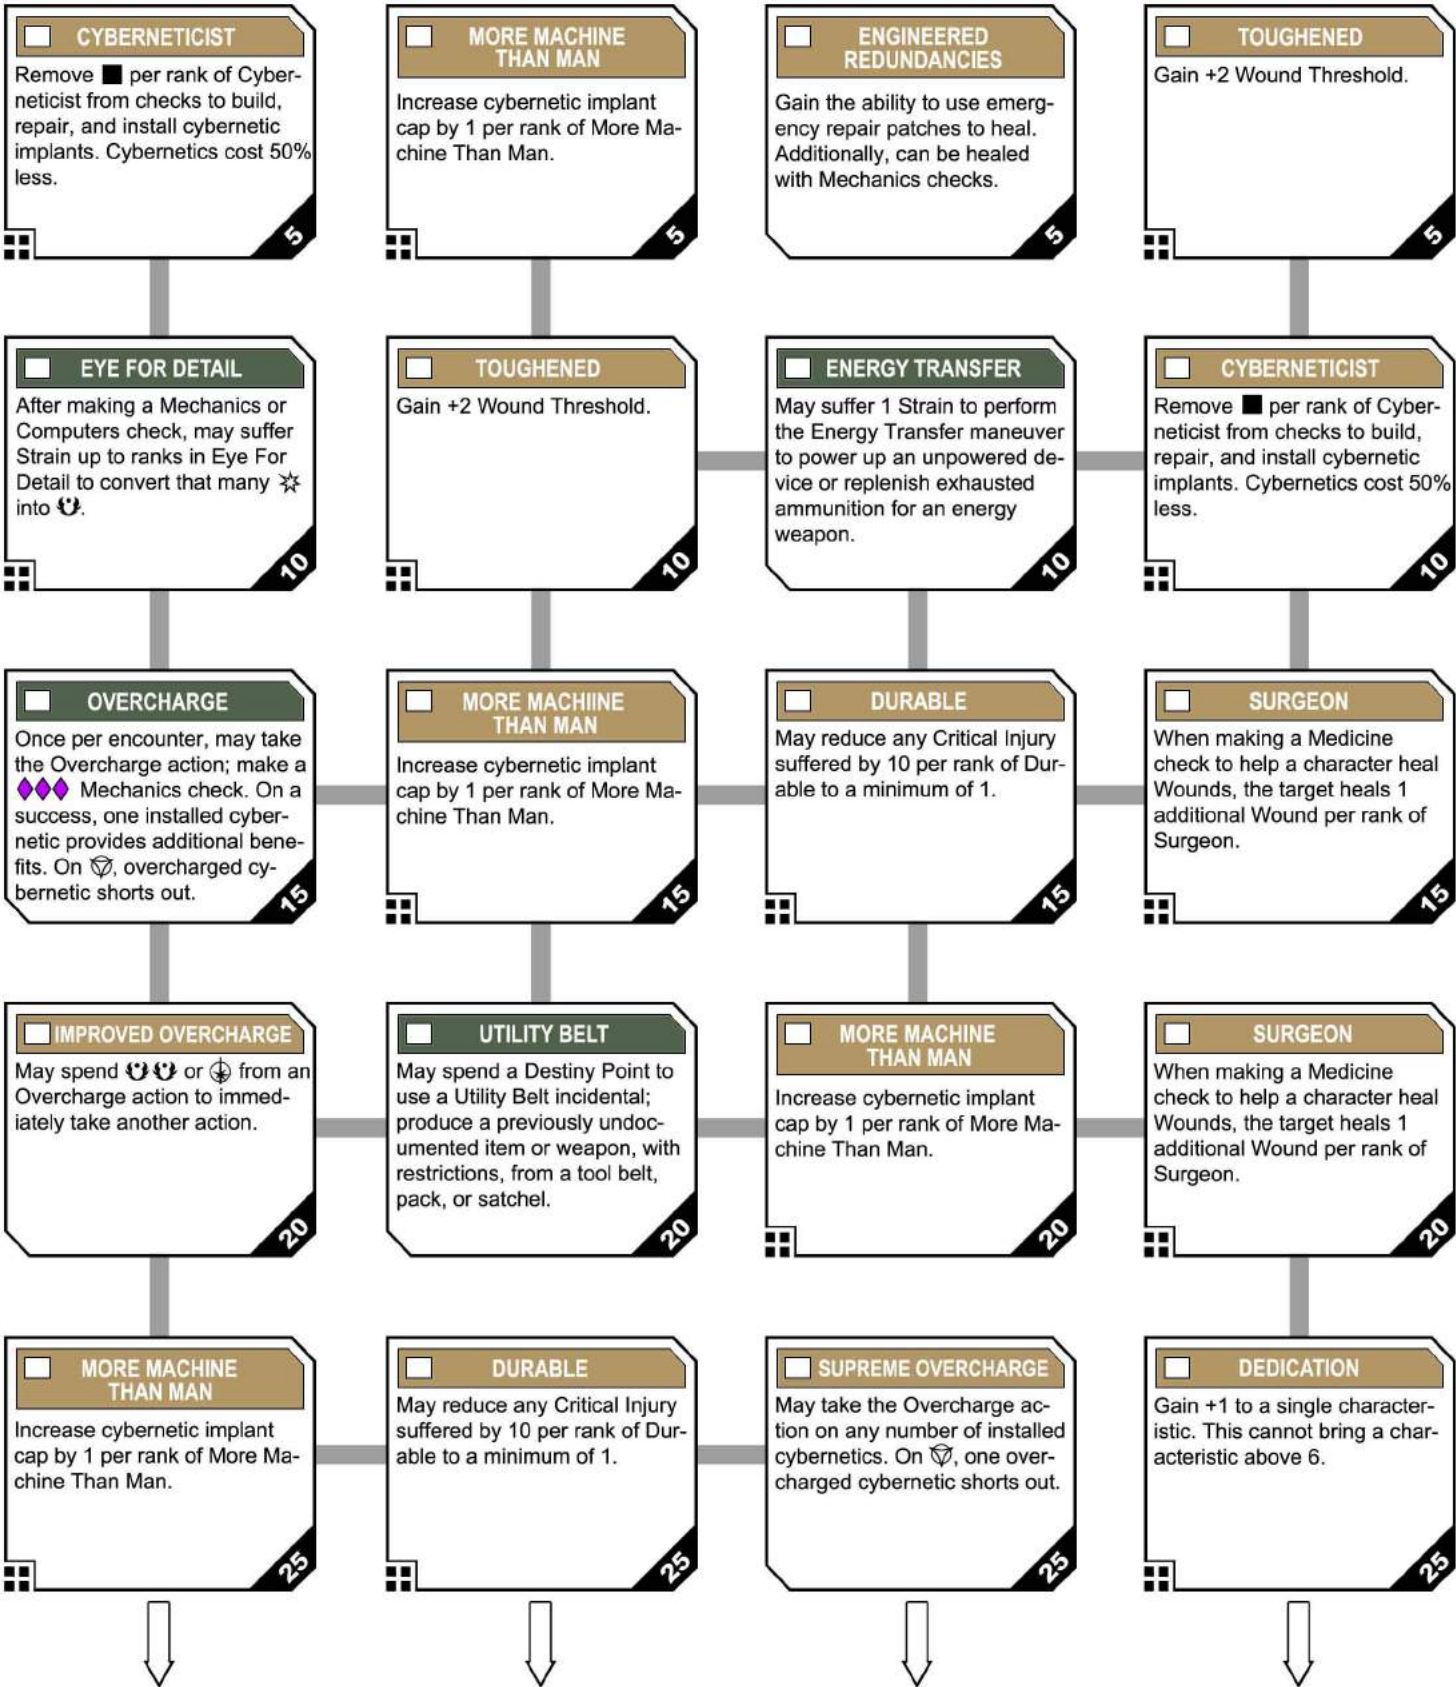 CYBERNETICIST
Remove ■ per rank of Cyber-
neticist from checks to build,
repair, and install cybernetic
implants. Cybernetics cost 50%
less.
5
MORE MACHINE
THAN MAN
Increase cybernetic implant
cap by 1 per rank of More Ma-
chine Than Man.
5
ENGINEERED
REDUNDANCIES
Gain the ability to use emerg-
ency repair patches to heal.
Additionally, can be healed
with Mechanics checks.
5
TOUGHENED
Gain +2 Wound Threshold.
5
EYE FOR DETAIL
After making a Mechanics or
Computers check, may suffer
Strain up to ranks in Eye For
Detail to convert that many
into .
10
TOUGHENED
Gain +2 Wound Threshold.
10
ENERGY TRANSFER
May suffer 1 Strain to perform
the Energy Transfer maneuver
to power up an unpowered de-
vice or replenish exhausted
ammunition for an energy
weapon.
10
CYBERNETICIST
Remove ■ per rank of Cyber-
neticist from checks to build,
repair, and install cybernetic
implants. Cybernetics cost 50%
less.
10
OVERCHARGE
Once per encounter, may take
the Overcharge action; make a
◆◆◆ Mechanics check. On a
success, one installed cyber-
netic provides additional bene-
fits. On , overcharged cy-
bernetic shorts out.
15
MORE MACHIINE
THAN MAN
Increase cybernetic implant
cap by 1 per rank of More Ma-
chine Than Man.
15
DURABLE
May reduce any Critical Injury
suffered by 10 per rank of Dur-
able to a minimum of 1.
15
SURGEON
When making a Medicine
check to help a character heal
Wounds, the target heals 1
additional Wound per rank of
Surgeon.
15
IMPROVED OVERCHARGE
May spend or from an
Overcharge action to immed-
iately take another action.
20
UTILITY BELT
May spend a Destiny Point to
use a Utility Belt incidental;
produce a previously undoc-
umented item or weapon, with
restrictions, from a tool belt,
pack, or satchel.
20
MORE MACHINE
THAN MAN
Increase cybernetic implant
cap by 1 per rank of More Ma-
chine Than Man.
20
SURGEON
When making a Medicine
check to help a character heal
Wounds, the target heals 1
additional Wound per rank of
Surgeon.
20
MORE MACHINE
THAN MAN
Increase cybernetic implant
cap by 1 per rank of More Ma-
chine Than Man.
25
DURABLE
May reduce any Critical Injury
suffered by 10 per rank of Dur-
able to a minimum of 1.
25
SUPREME OVERCHARGE
May take the Overcharge ac-
tion on any number of installed
cybernetics. On , one over-
charged cybernetic shorts out.
25
DEDICATION
Gain +1 to a single character-
istic. This cannot bring a char-
acteristic above 6.
25